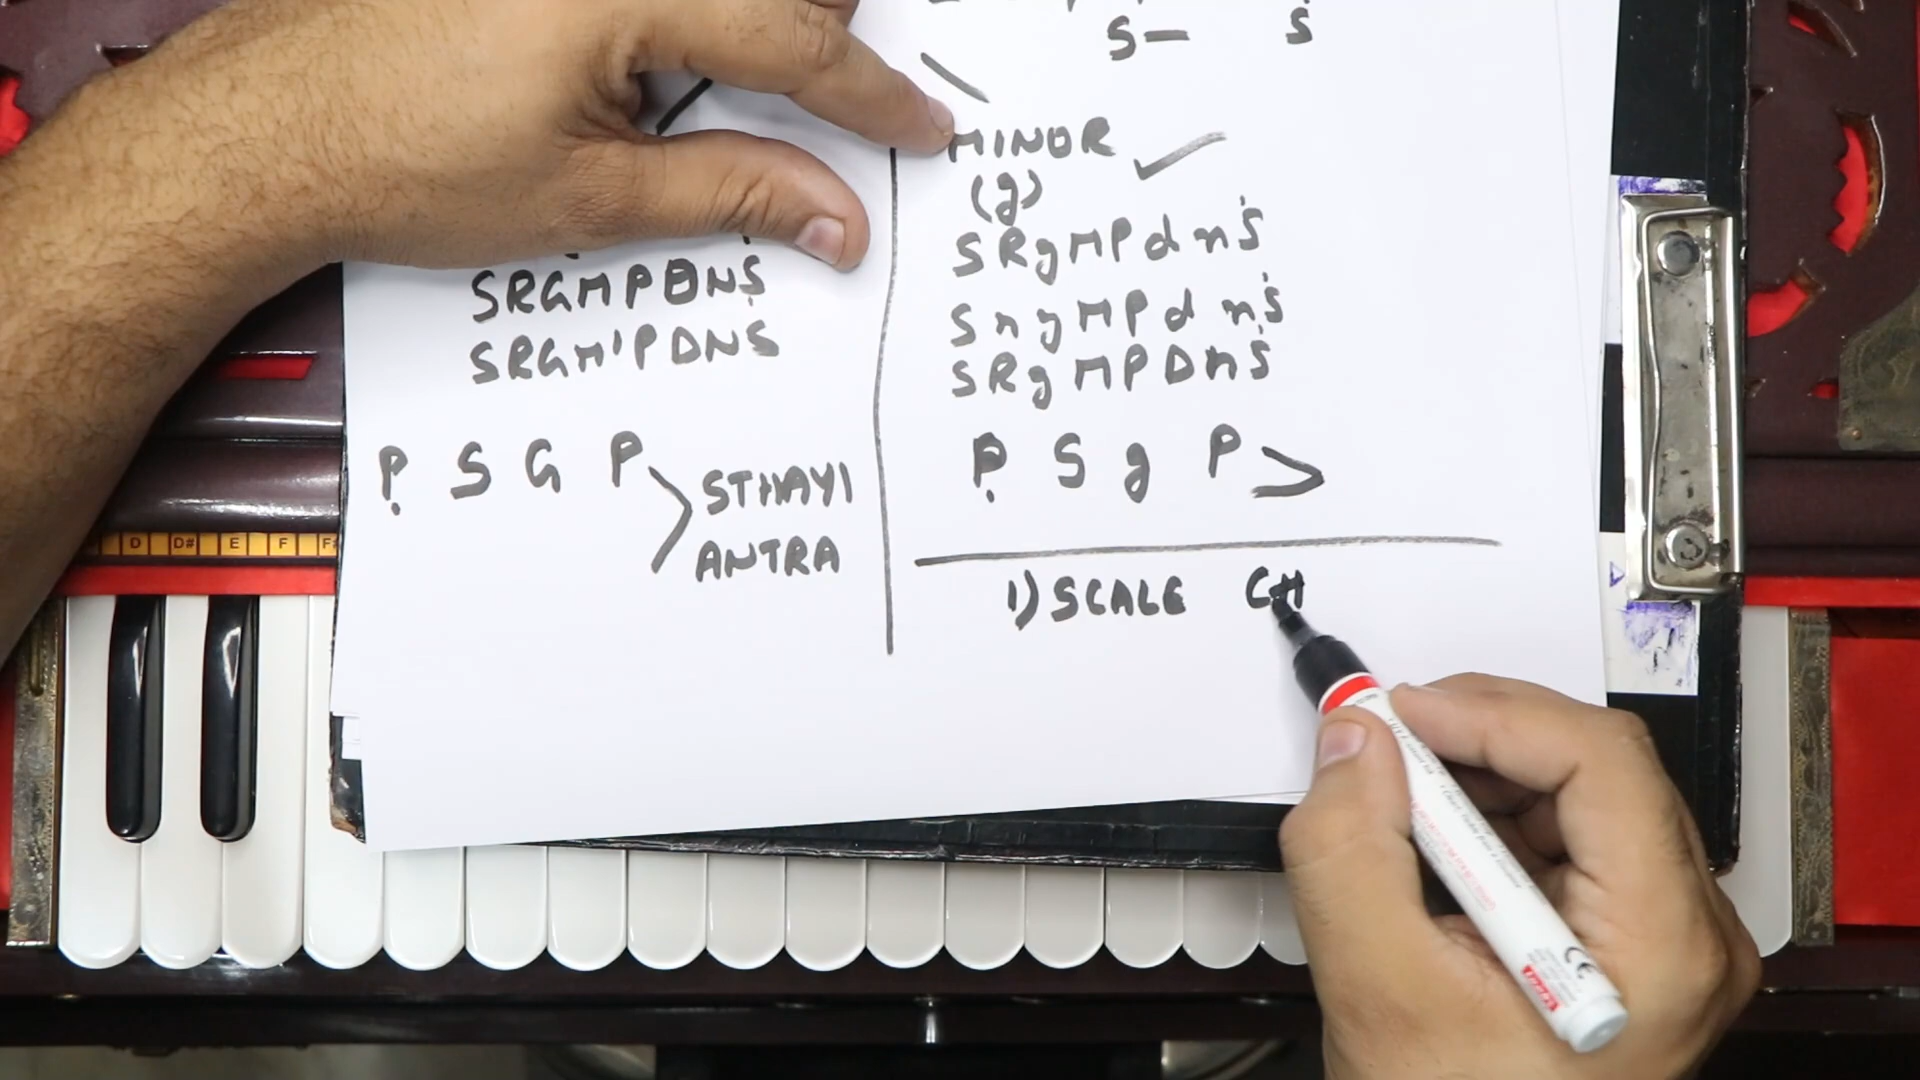 S— Ṡ
MINOR
(g)
SRgMPdnṠ
SngMPdnṠ
SRgMPDnṠ
SRGMPDNṠ
SRGM'PDNS
P̣ S G P
STHAYI
ANTRA
P̣ S g P >
1) SCALE CH
D D# E F F#